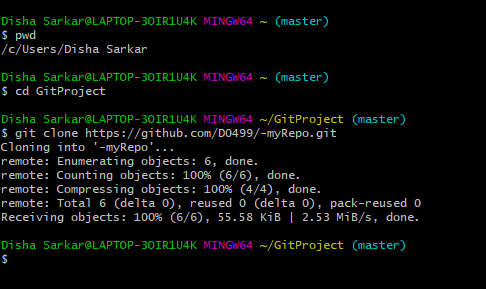 Disha Sarkar@LAPTOP-3OIR1U4K MINGW64 ~ (master)
$ pwd
/c/Users/Disha Sarkar
Disha Sarkar@LAPTOP-3OIR1U4K MINGW64 ~ (master)
$ cd GitProject
Disha Sarkar@LAPTOP-3OIR1U4K MINGW64 ~/GitProject (master)
$ git clone https://github.com/D0499/-myRepo.git
Cloning into '-myRepo'...
remote: Enumerating objects: 6, done.
remote: Counting objects: 100% (6/6), done.
remote: Compressing objects: 100% (4/4), done.
remote: Total 6 (delta 0), reused 0 (delta 0), pack-reused 0
Receiving objects: 100% (6/6), 55.58 KiB | 2.53 MiB/s, done.
Disha Sarkar@LAPTOP-3OIR1U4K MINGW64 ~/GitProject (master)
$